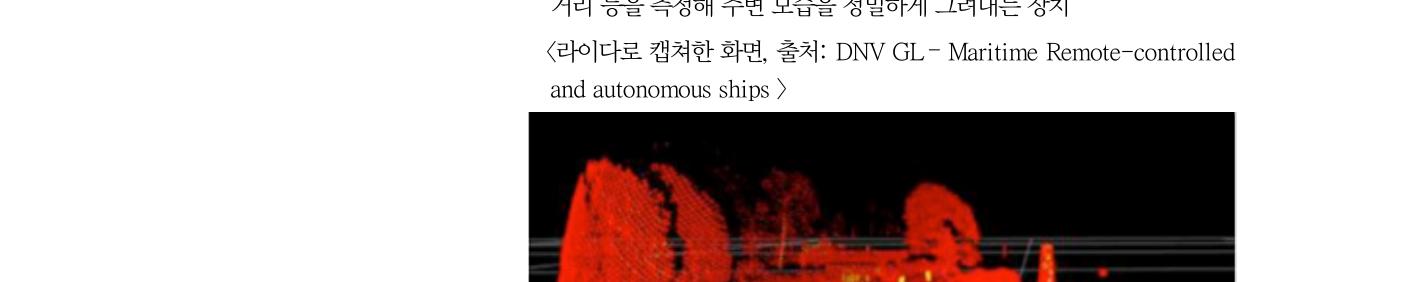 거리 등을 측정해 주변 모습을 정밀하게 그려내는 장치
〈라이다로 캡쳐한 화면, 출처: DNV GL- Maritime Remote-controlled
and autonomous ships 〉